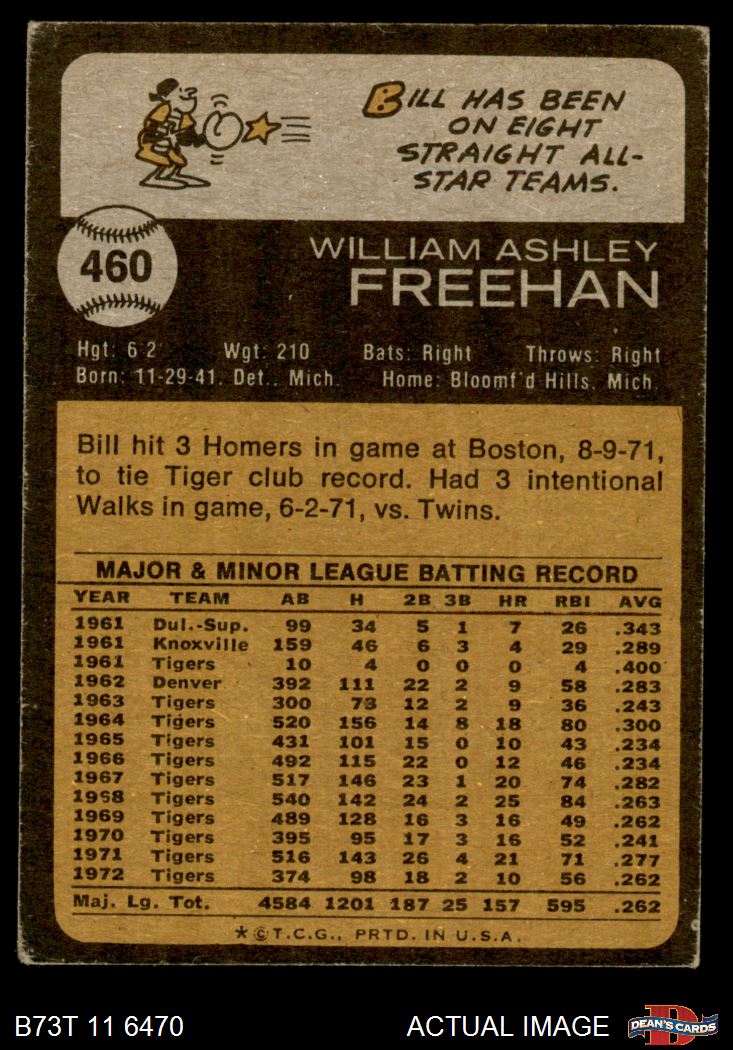 BILL HAS BEEN
ON EIGHT
STRAIGHT ALL-
STAR TEAMS.
460
WILLIAM ASHLEY
FREEHAN
Hgt: 6 2 Wgt: 210 Bats: Right Throws: Right
Born: 11-29-41, Det., Mich. Home: Bloomf'd Hills, Mich.
Bill hit 3 Homers in game at Boston, 8-9-71,
to tie Tiger club record. Had 3 intentional
Walks in game, 6-2-71, vs. Twins.
MAJOR & MINOR LEAGUE BATTING RECORD
YEAR TEAM AB H 2B 3B HR RBI AVG
1961 Dul.-Sup. 99 34 5 1 7 26 .343
1961 Knoxville 159 46 6 3 4 29 .289
1961 Tigers 10 4 0 0 0 4 .400
1962 Denver 392 111 22 2 9 58 .283
1963 Tigers 300 73 12 2 9 36 .243
1964 Tigers 520 156 14 8 18 80 .300
1965 Tigers 431 101 15 0 10 43 .234
1966 Tigers 492 115 22 0 12 46 .234
1967 Tigers 517 146 23 1 20 74 .282
1968 Tigers 540 142 24 2 25 84 .263
1969 Tigers 489 128 16 3 16 49 .262
1970 Tigers 395 95 17 3 16 52 .241
1971 Tigers 516 143 26 4 21 71 .277
1972 Tigers 374 98 18 2 10 56 .262
Maj. Lg. Tot. 4584 1201 187 25 157 595 .262
*©T.C.G., PRTD. IN U.S.A.
B73T 11 6470 ACTUAL IMAGE D DEAN'S CARDS